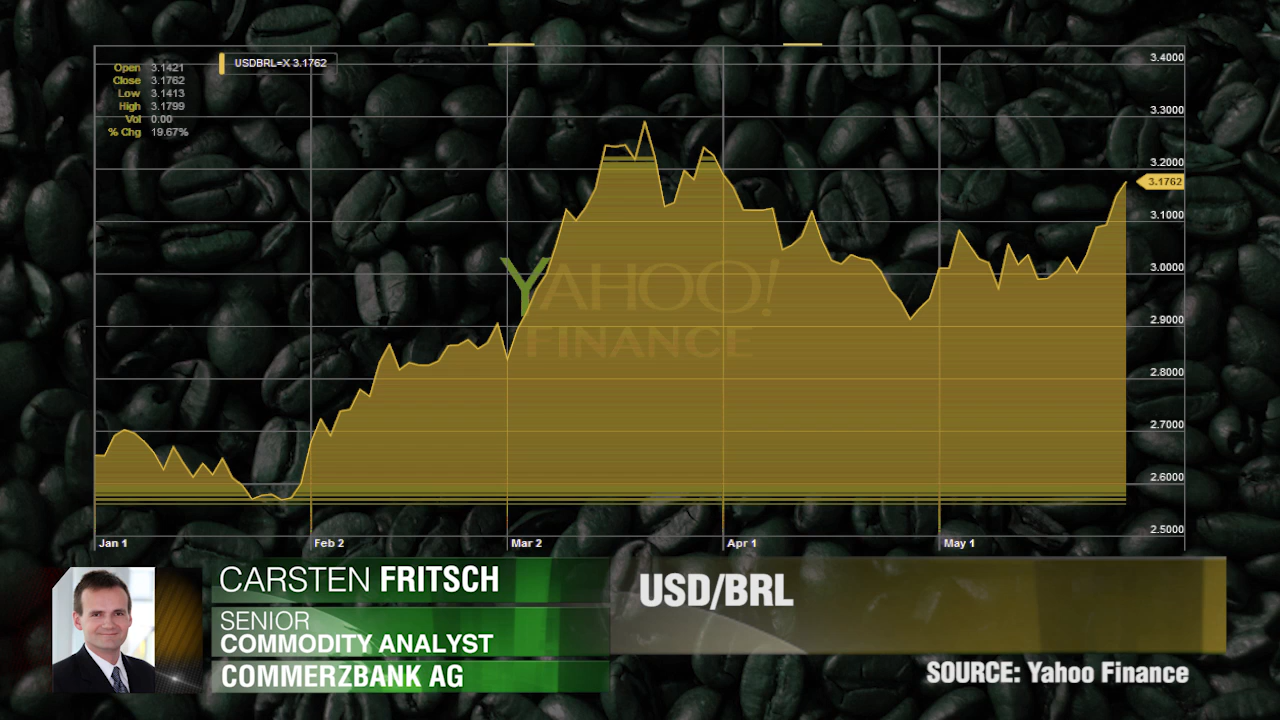 Open 3.1421
Close 3.1762
Low 3.1413
High 3.1799
Vol 0.00
% Chg 19.67%
USDBRL=X 3.1762
3.4000
3.3000
3.2000
3.1762
3.1000
3.0000
2.9000
2.8000
2.7000
2.6000
2.5000
YAHOO!
FINANCE
Jan 1 Feb 2 Mar 2 Apr 1 May 1
CARSTEN FRITSCH
SENIOR
COMMODITY ANALYST
COMMERZBANK AG
USD/BRL
SOURCE: Yahoo Finance